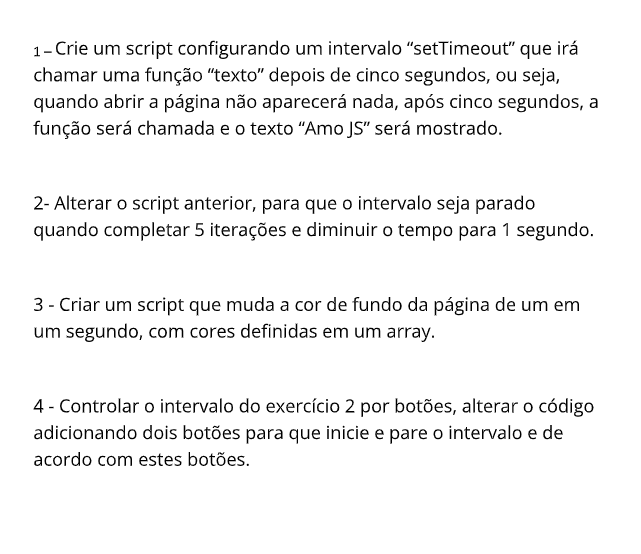 1 – Crie um script configurando um intervalo “setTimeout” que irá
chamar uma função “texto” depois de cinco segundos, ou seja,
quando abrir a página não aparecerá nada, após cinco segundos, a
função será chamada e o texto “Amo JS” será mostrado.
2- Alterar o script anterior, para que o intervalo seja parado
quando completar 5 iterações e diminuir o tempo para 1 segundo.
3 - Criar um script que muda a cor de fundo da página de um em
um segundo, com cores definidas em um array.
4 - Controlar o intervalo do exercício 2 por botões, alterar o código
adicionando dois botões para que inicie e pare o intervalo e de
acordo com estes botões.